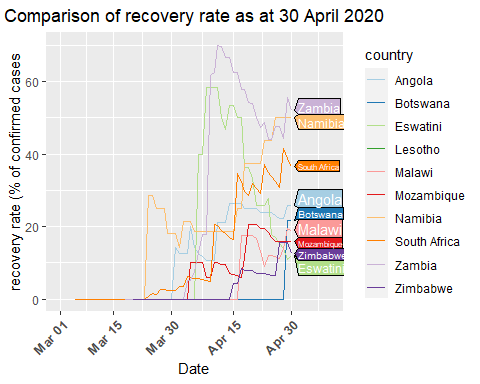 Comparison of recovery rate as at 30 April 2020
recovery rate (% of confirmed cases
60
40
20
0
Zambia
Namibia
South Africa
Angola
Botswana
Malawi
Mozambique
Zimbabwe
Eswatini
Mar 01
Mar 15
Mar 30
Apr 15
Apr 30
Date
country
Angola
Botswana
Eswatini
Lesotho
Malawi
Mozambique
Namibia
South Africa
Zambia
Zimbabwe